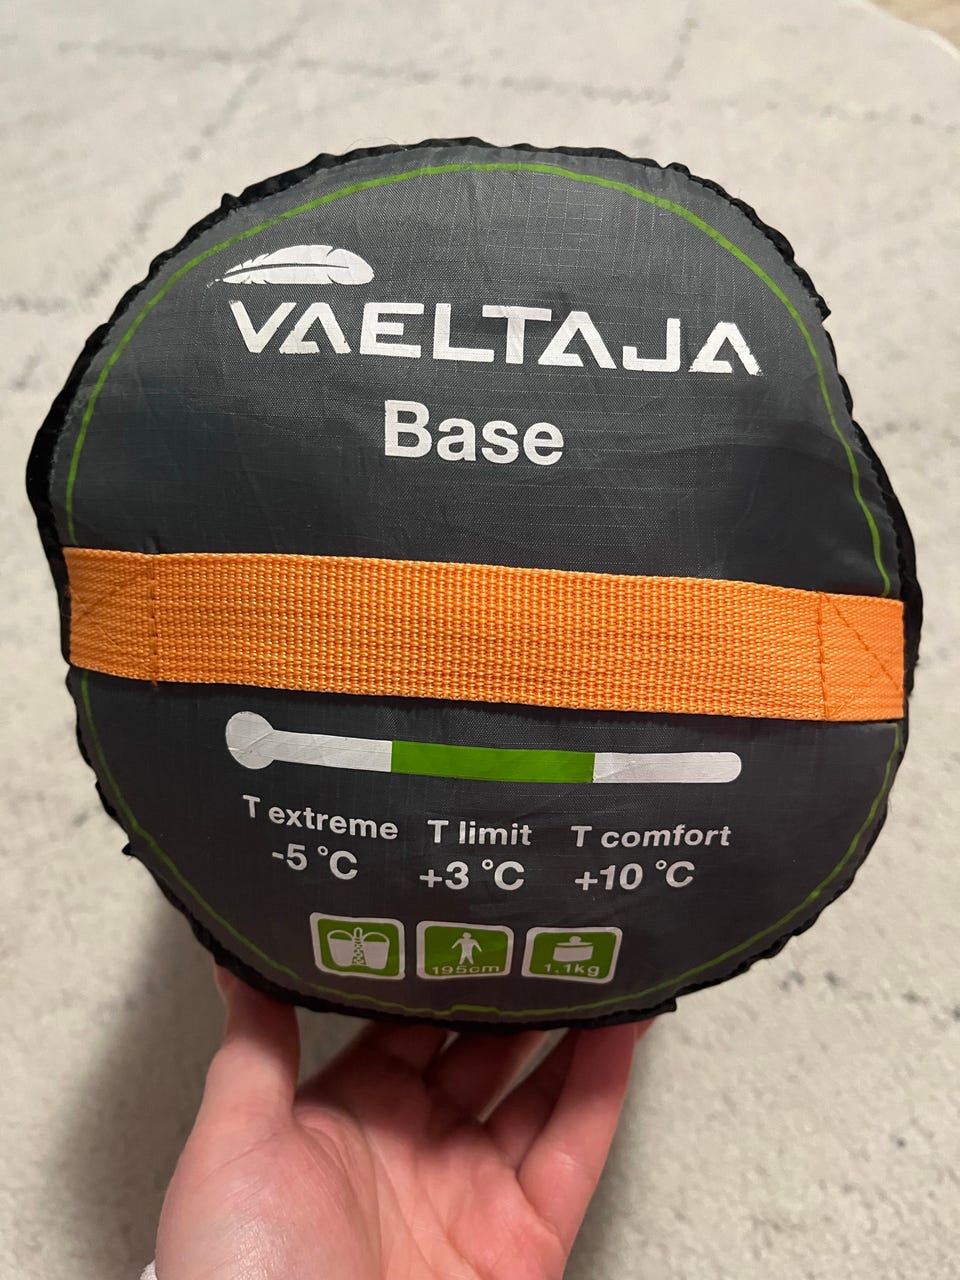 VAELTAJA
Base
T extreme T limit T comfort
-5 °C +3 °C +10 °C
195cm 1.1kg